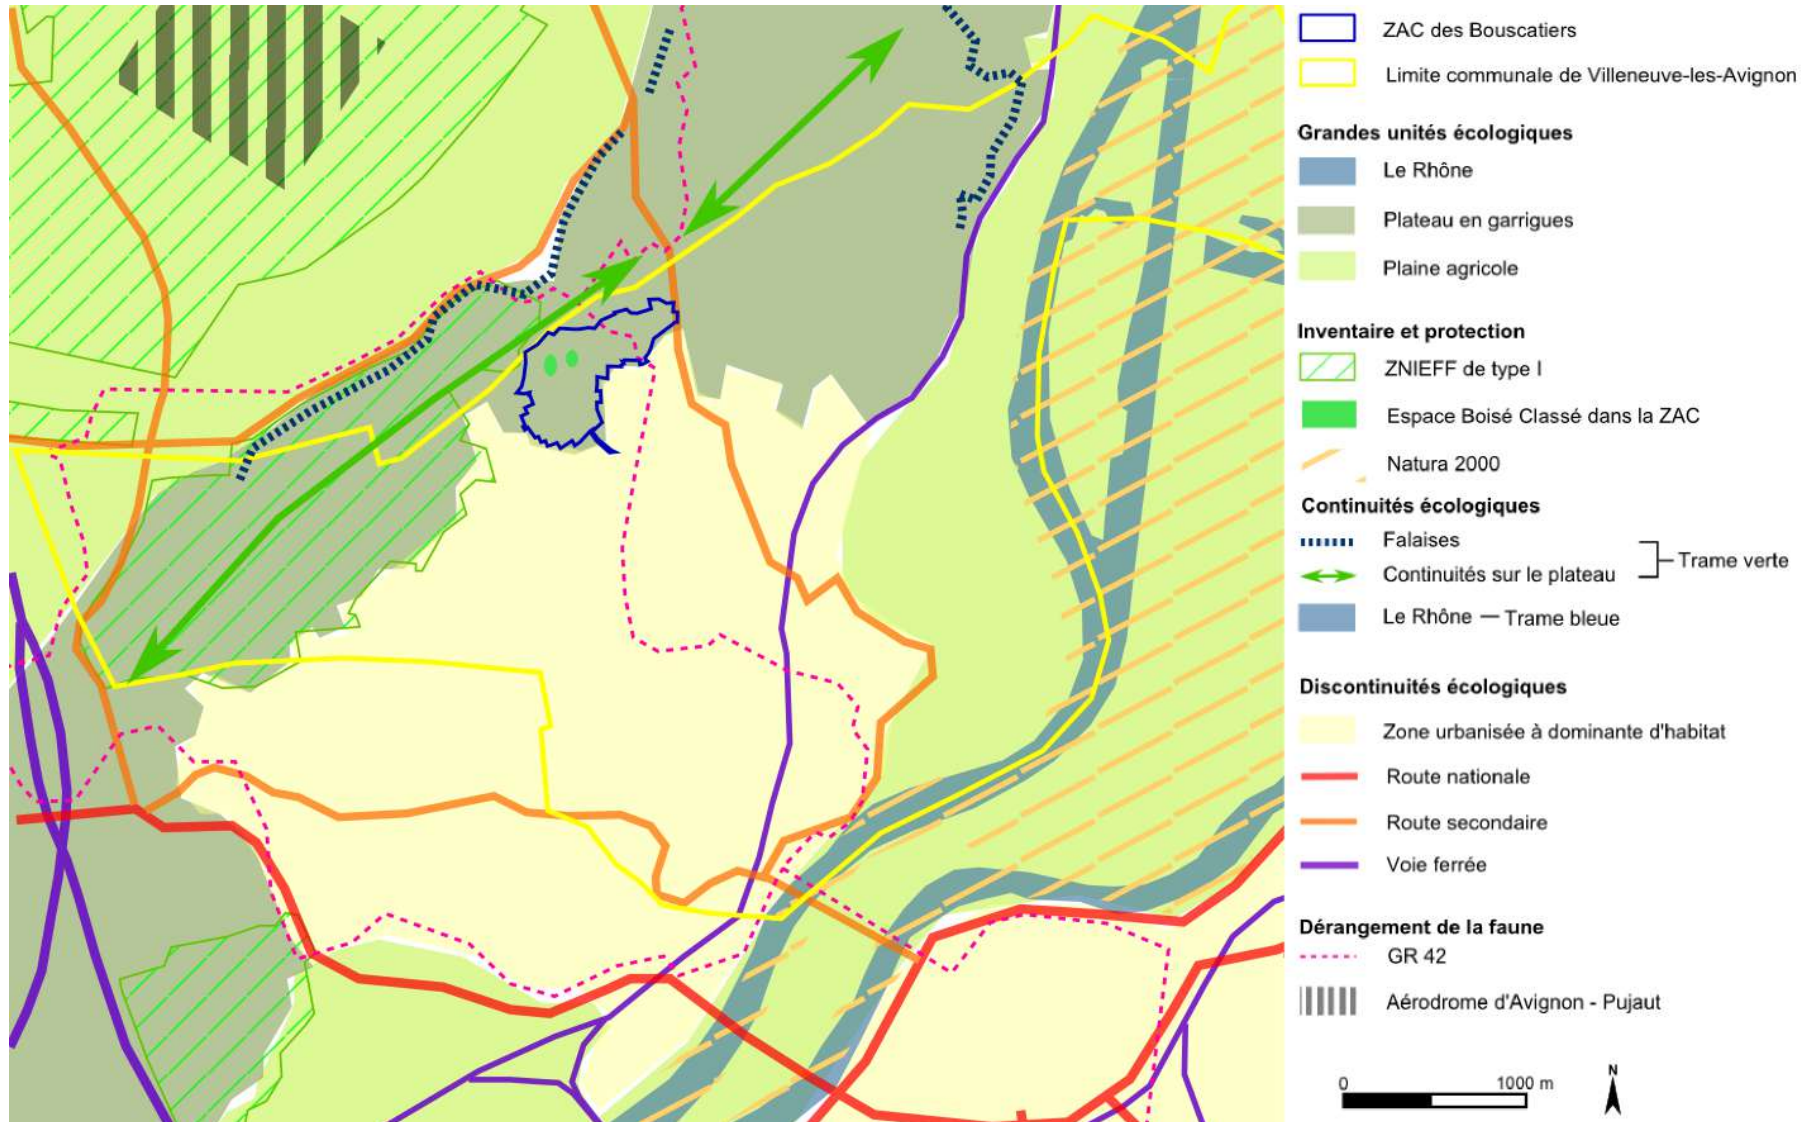 ZAC des Bouscatiers
Limite communale de Villeneuve-les-Avignon
Grandes unités écologiques
Le Rhône
Plateau en garrigues
Plaine agricole
Inventaire et protection
ZNIEFF de type I
Espace Boisé Classé dans la ZAC
Natura 2000
Continuités écologiques
Falaises
Trame verte
Continuités sur le plateau
Le Rhône — Trame bleue
Discontinuités écologiques
Zone urbanisée à dominante d'habitat
Route nationale
Route secondaire
Voie ferrée
Dérangement de la faune
GR 42
Aérodrome d'Avignon - Pujaut
0 1000 m
N